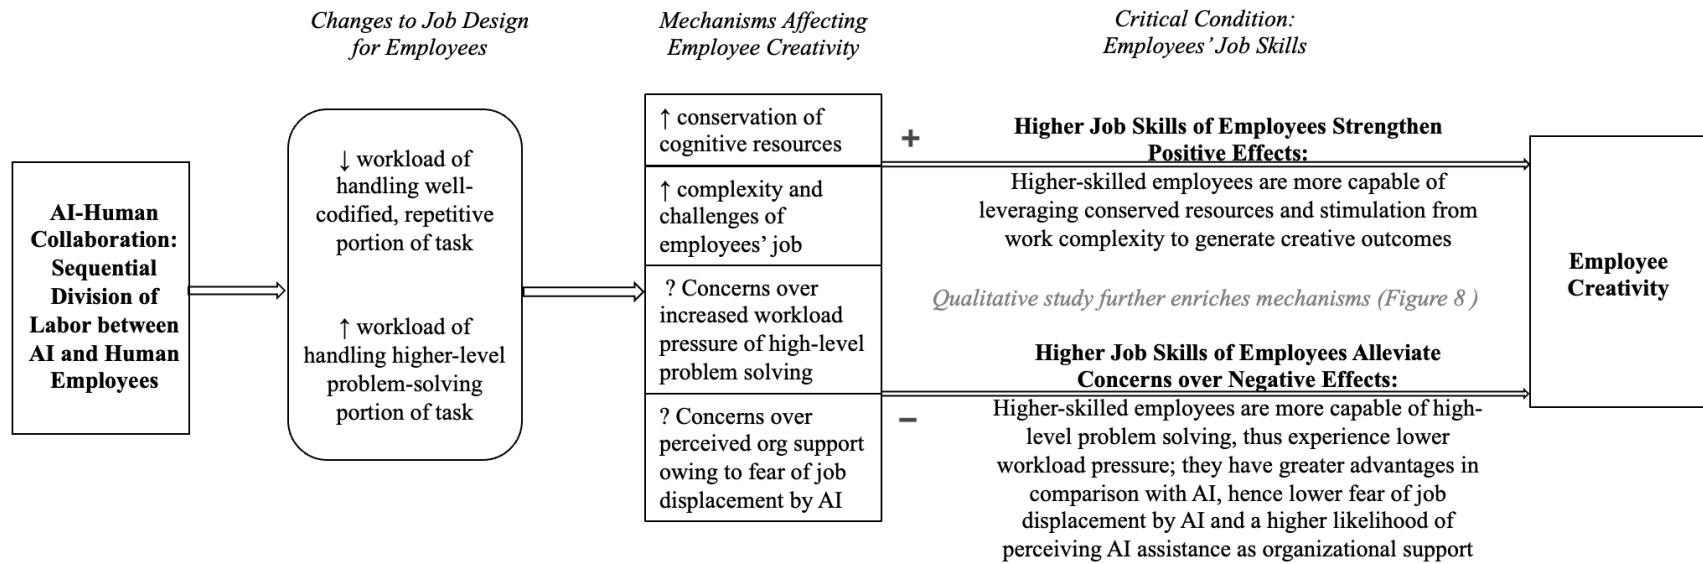 Changes to Job Design
for Employees
Mechanisms Affecting
Employee Creativity
Critical Condition:
Employees' Job Skills
AI-Human
Collaboration:
Sequential
Division of
Labor between
AI and Human
Employees
↓ workload of
handling well-
codified, repetitive
portion of task
↑ workload of
handling higher-level
problem-solving
portion of task
↑ conservation of
cognitive resources
↑ complexity and
challenges of
employees' job
? Concerns over
increased workload
pressure of high-level
problem solving
? Concerns over
perceived org support
owing to fear of job
displacement by AI
+
Higher Job Skills of Employees Strengthen
Positive Effects:
Higher-skilled employees are more capable of
leveraging conserved resources and stimulation from
work complexity to generate creative outcomes
Qualitative study further enriches mechanisms (Figure 8 )
Higher Job Skills of Employees Alleviate
Concerns over Negative Effects:
−
Higher-skilled employees are more capable of high-
level problem solving, thus experience lower
workload pressure; they have greater advantages in
comparison with AI, hence lower fear of job
displacement by AI and a higher likelihood of
perceiving AI assistance as organizational support
Employee
Creativity